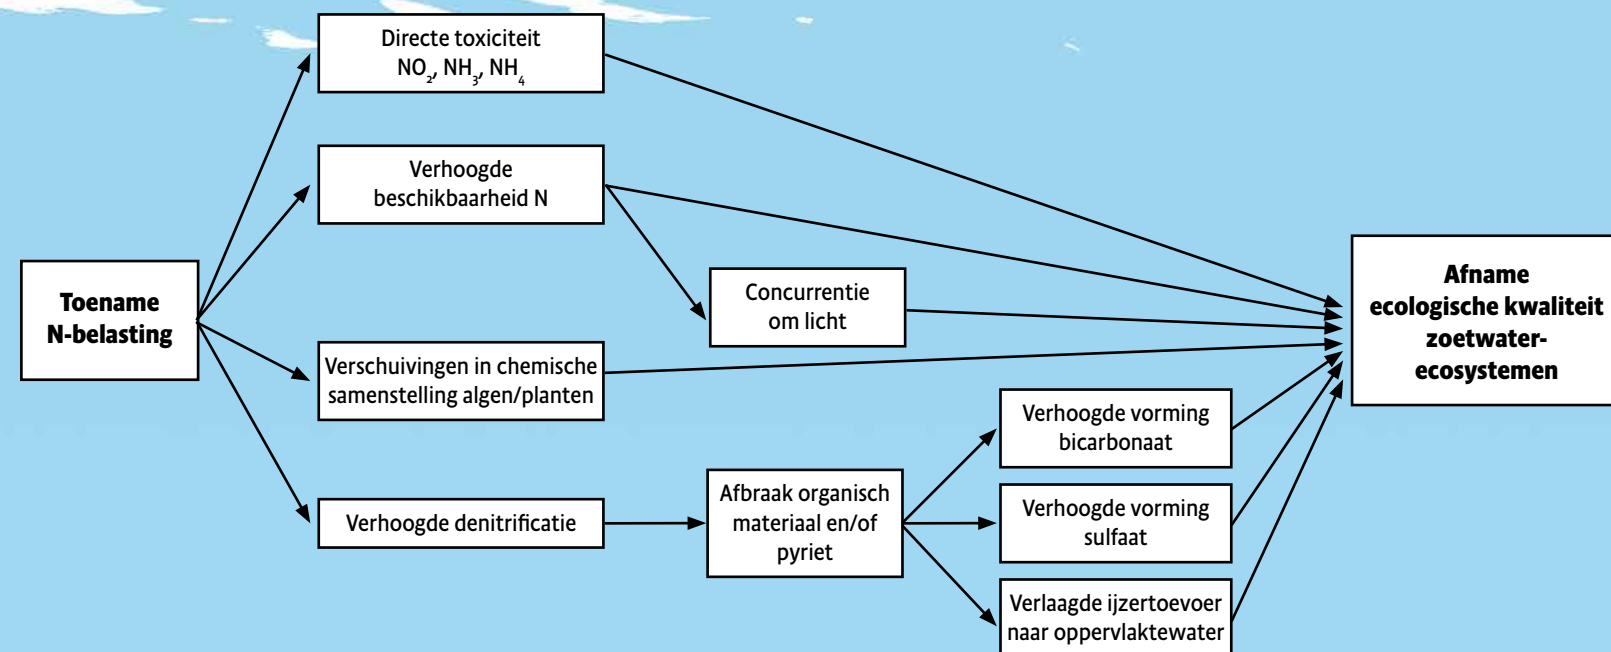 Directe toxiciteit
NO₂, NH₃, NH₄
Verhoogde
beschikbaarheid N
Toename
N-belasting
Concurrentie
om licht
Afname
ecologische kwaliteit
zoetwater-
ecosystemen
Verschuivingen in chemische
samenstelling algen/planten
Verhoogde vorming
bicarbonaat
Verhoogde denitrificatie
Afbraak organisch
materiaal en/of
pyriet
Verhoogde vorming
sulfaat
Verlaagde ijzertoevoer
naar oppervlaktewater